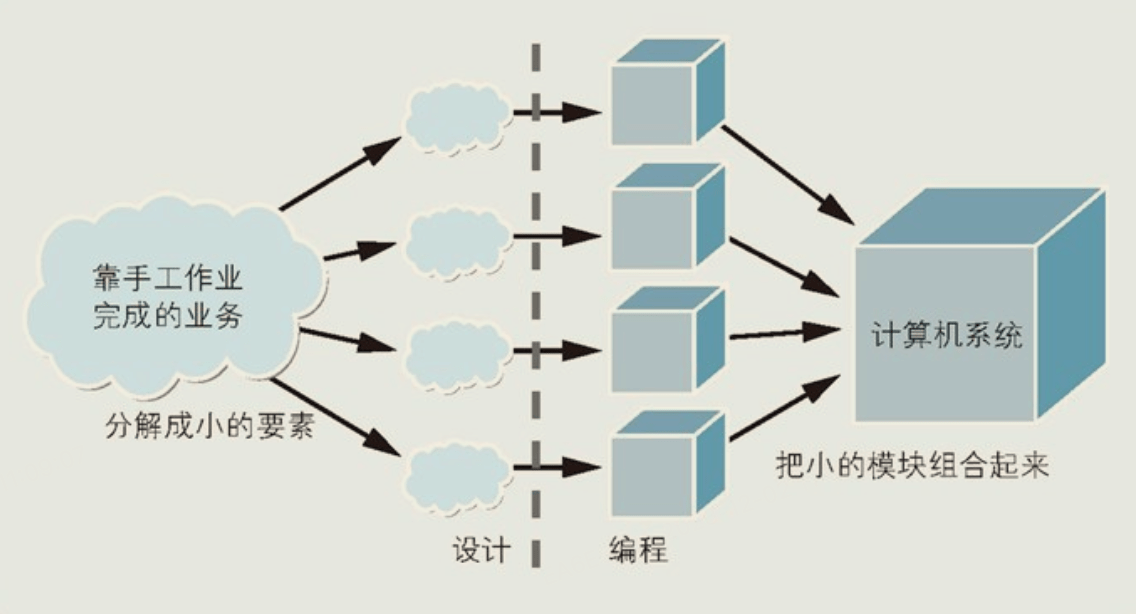 靠手工作业
完成的业务
分解成小的要素
设计
编程
计算机系统
把小的模块组合起来